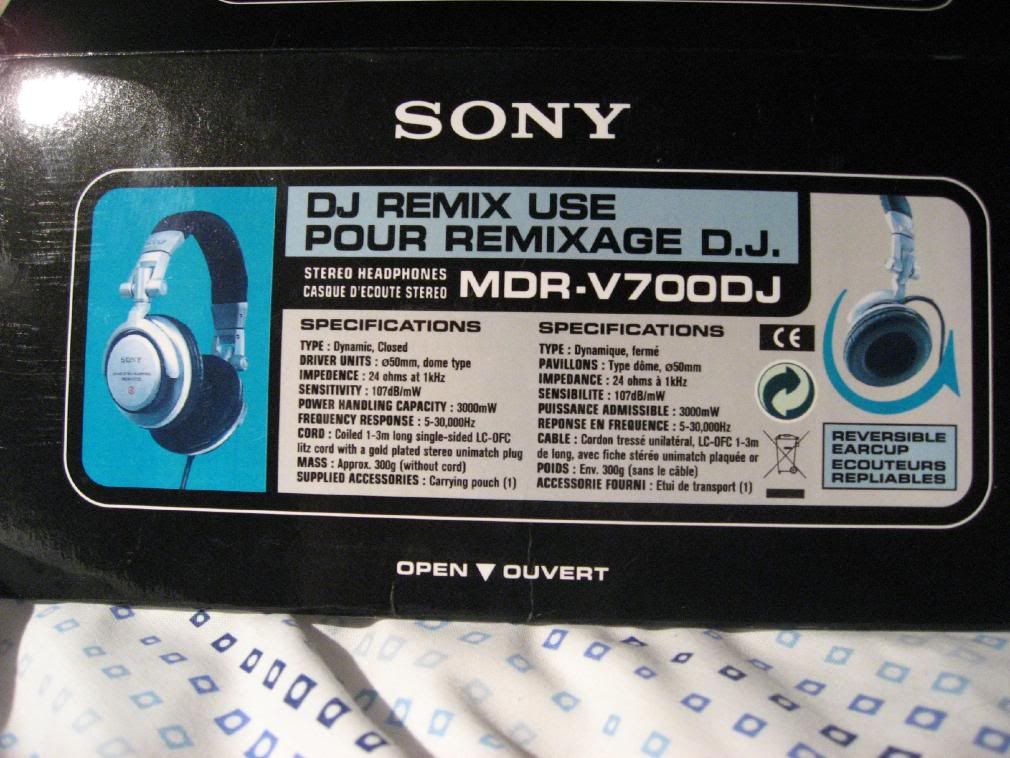 SONY
DJ REMIX USE
POUR REMIXAGE D.J.
STEREO HEADPHONES
CASQUE D'ECOUTE STEREO
MDR-V700DJ
SONY
SPECIFICATIONS
TYPE : Dynamic, Closed
DRIVER UNITS : ø50mm, dome type
IMPEDENCE : 24 ohms at 1kHz
SENSITIVITY : 107dB/mW
POWER HANDLING CAPACITY : 3000mW
FREQUENCY RESPONSE : 5-30,000Hz
CORD : Coiled 1-3m long single-sided LC-OFC
litz cord with a gold plated stereo unimatch plug
MASS : Approx. 300g (without cord)
SUPPLIED ACCESSORIES : Carrying pouch (1)
SPECIFICATIONS
TYPE : Dynamique, fermé
PAVILLONS : Type dôme, ø50mm
IMPEDANCE : 24 ohms à 1kHz
SENSIBILITE : 107dB/mW
PUISSANCE ADMISSIBLE : 3000mW
REPONSE EN FREQUENCE : 5-30,000Hz
CABLE : Cordon tressé unilatéral, LC-OFC 1-3m
de long, avec fiche stéréo unimatch plaquée or
POIDS : Env. 300g (sans le câble)
ACCESSORIE FOURNI : Etui de transport (1)
CE
REVERSIBLE
EARCUP
ECOUTEURS
REPLIABLES
OPEN ▼ OUVERT